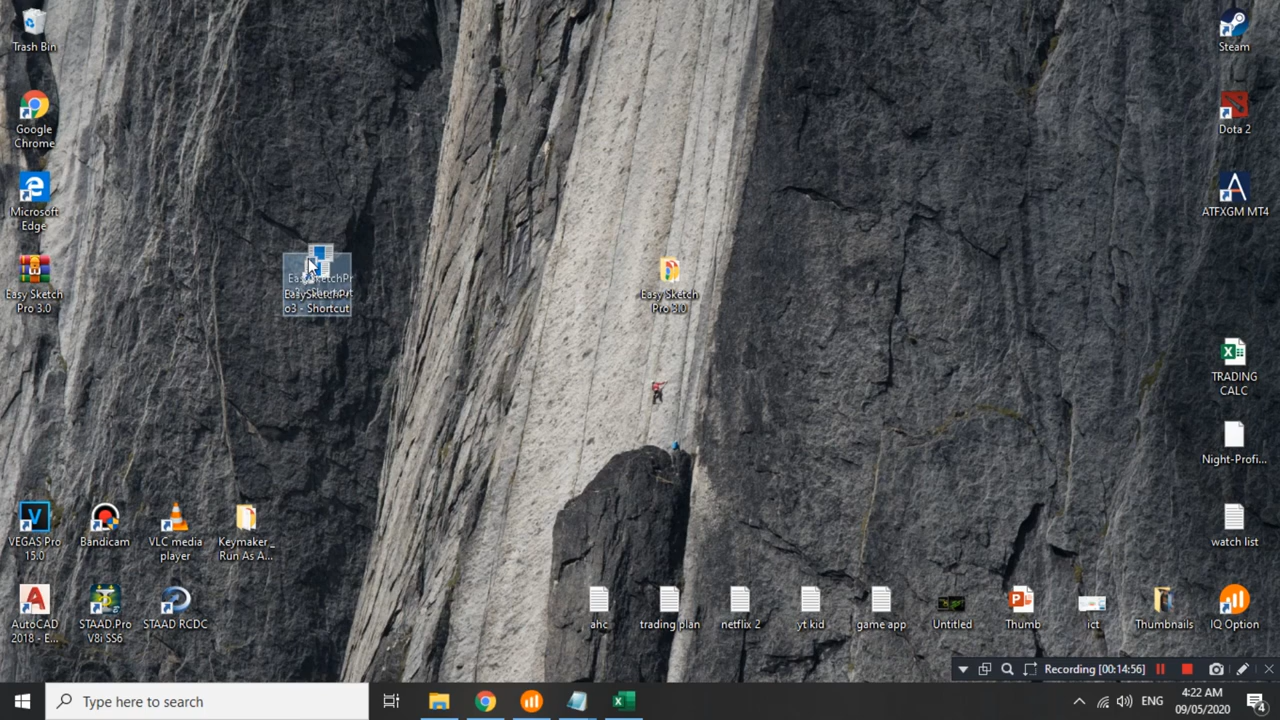 Trash Bin
Google
Chrome
Microsoft
Edge
Easy Sketch
Pro 3.0
EasySketchPr
EasySketchPr
o3 - Shortcut
Easy Sketch
Pro 3.0
Steam
Dota 2
ATFXGM MT4
TRADING
CALC
Night-Profi...
watch list
VEGAS Pro
15.0
Bandicam
VLC media
player
Keymaker_
Run As A...
AutoCAD
2018 - E...
STAAD.Pro
V8i SS6
STAAD RCDC
ahc
trading plan
netflix 2
yt kid
game app
Untitled
Thumb
ict
Thumbnails
IQ Option
Recording [00:14:56]
Type here to search
ENG
4:22 AM
09/05/2020
4